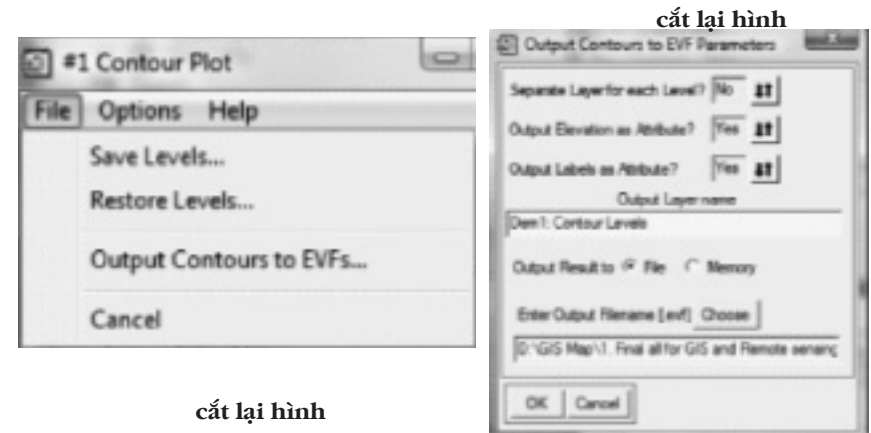 cắt lại hình
#1 Contour Plot
File Options Help
Save Levels...
Restore Levels...
Output Contours to EVFs...
Cancel
cắt lại hình
Output Contours to EVF Parameters
Separate Layer for each Level? No
Output Elevation as Attribute? Yes
Output Labels as Attribute? Yes
Output Layer name
Dem1: Contour Levels
Output Result to File Memory
Enter Output Filename [.evf] Choose
D:\GIS Map\1. Final all for GIS and Remote sensing
OK Cancel